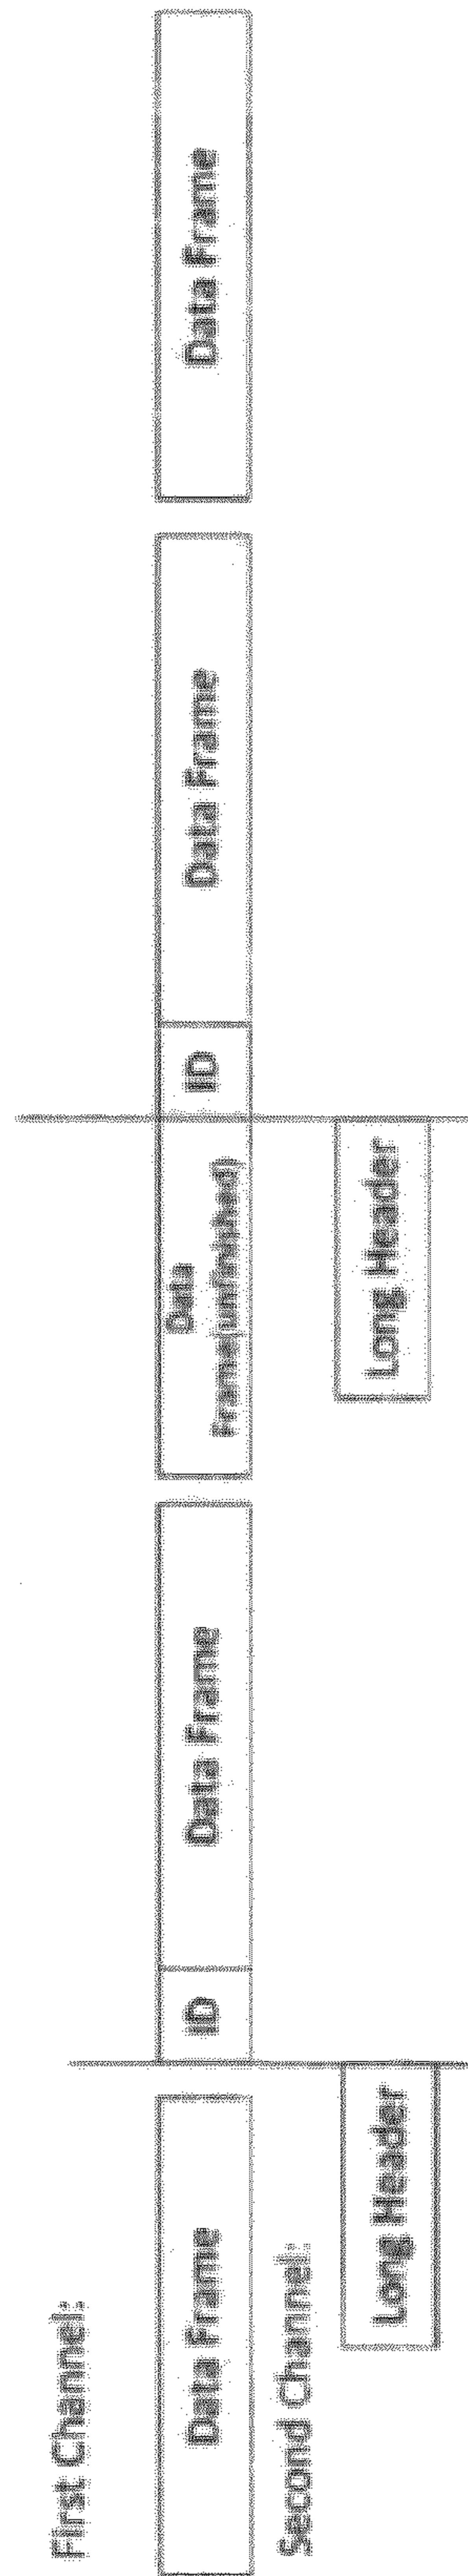 First Channel:
Data Frame
ID
Data Frame
Data
Frame(unfinished)
ID
Data Frame
Data Frame
Second Channel:
Long Header
Long Header